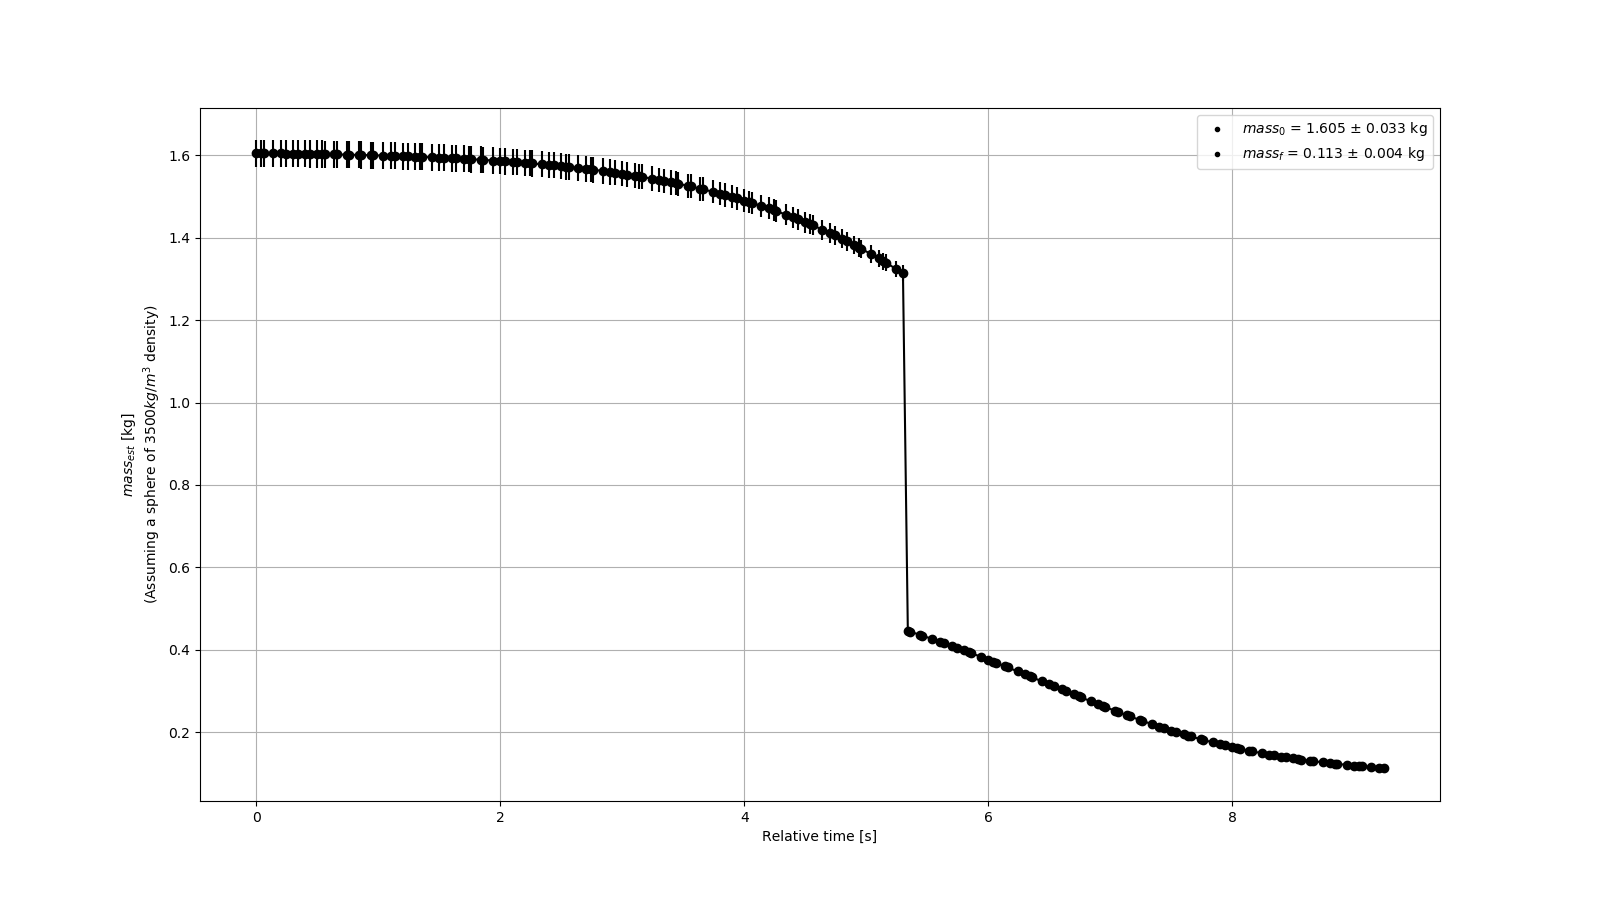 mass₀ = 1.605 ± 0.033 kg
mass_f = 0.113 ± 0.004 kg
1.6
1.4
1.2
1.0
0.8
0.6
0.4
0.2
mass_est [kg]
(Assuming a sphere of 3500kg/m³ density)
0 2 4 6 8
Relative time [s]